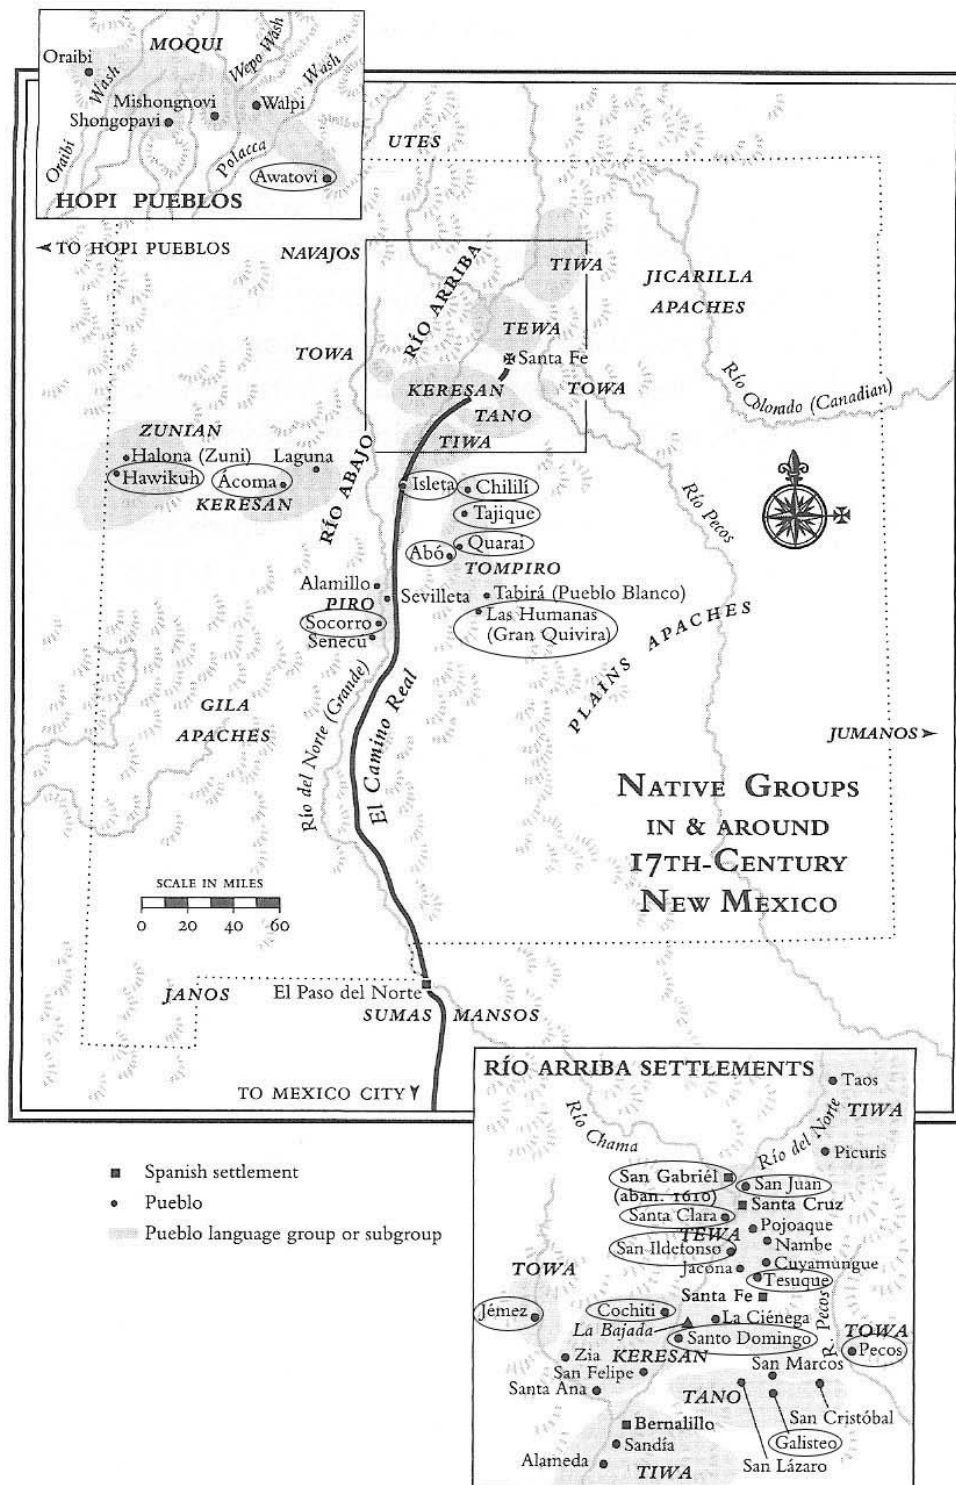 MOQUI
Oraibi
Wash
Wepo Wash
Wash
Mishongnovi
Walpi
Shongopavi
Oraibi
Polacca
Awatovi
HOPI PUEBLOS
UTES
TO HOPI PUEBLOS
NAVAJOS
TIWA
JICARILLA
APACHES
RÍO ARRIBA
TEWA
TOWA
Santa Fe
KERESAN
TOWA
Río Colorado (Canadian)
TANO
ZUNIAN
TIWA
Halona (Zuni)
Laguna
RÍO ABAJO
Hawikuh
Ácoma
Isleta
Chililí
KERESAN
Río Pecos
Tajique
Quarai
Abó
TOMPIRO
Alamillo
Sevilleta
Tabirá (Pueblo Blanco)
PIRO
Socorro
Las Humanas
(Gran Quivira)
Senecú
PLAINS APACHES
GILA
APACHES
Río del Norte (Grande)
El Camino Real
JUMANOS
NATIVE GROUPS
IN & AROUND
17TH-CENTURY
NEW MEXICO
SCALE IN MILES
0 20 40 60
JANOS
El Paso del Norte
SUMAS MANSOS
TO MEXICO CITY
Spanish settlement
Pueblo
Pueblo language group or subgroup
RÍO ARRIBA SETTLEMENTS
Taos
Río Chama
Río del Norte
TIWA
Picuris
San Gabriél
(aban. 1610)
San Juan
Santa Cruz
Santa Clara
Pojoaque
TEWA
Nambe
San Ildefonso
Cuyamungue
Jacona
Tesuque
TOWA
Santa Fe
R. Pecos
Jémez
Cochiti
La Ciénega
La Bajada
TOWA
Santo Domingo
Pecos
Zia
KERESAN
San Marcos
San Felipe
Santa Ana
TANO
San Cristóbal
Bernalillo
Galisteo
Sandía
San Lázaro
Alameda
TIWA